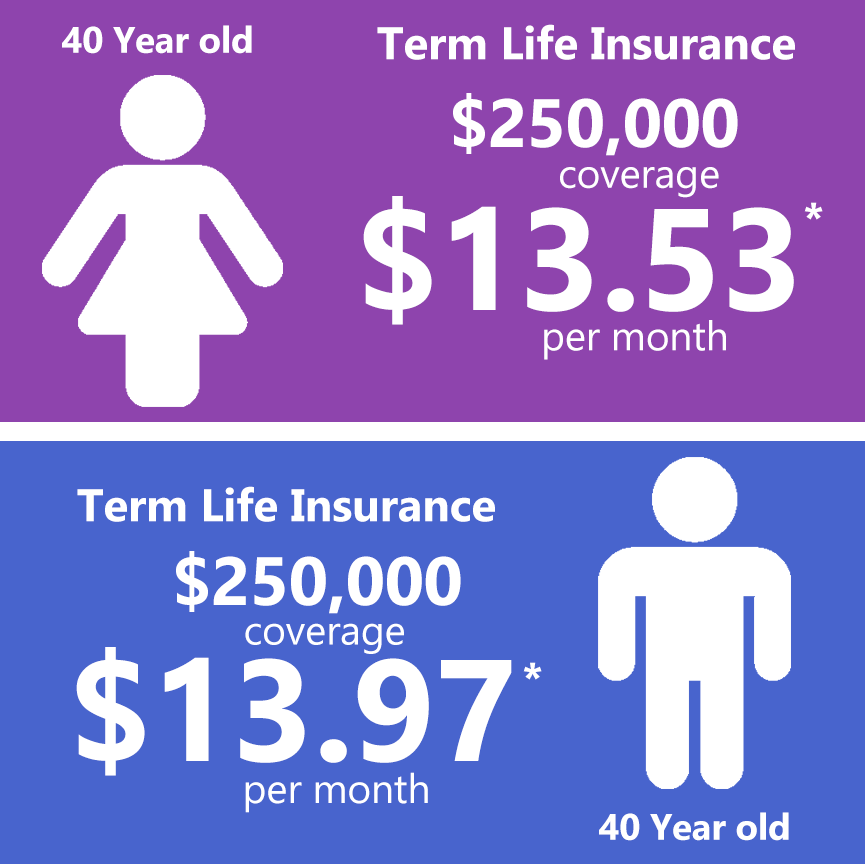 40 Year old
Term Life Insurance
$250,000
coverage
$13.53*
per month
Term Life Insurance
$250,000
coverage
$13.97*
per month
40 Year old